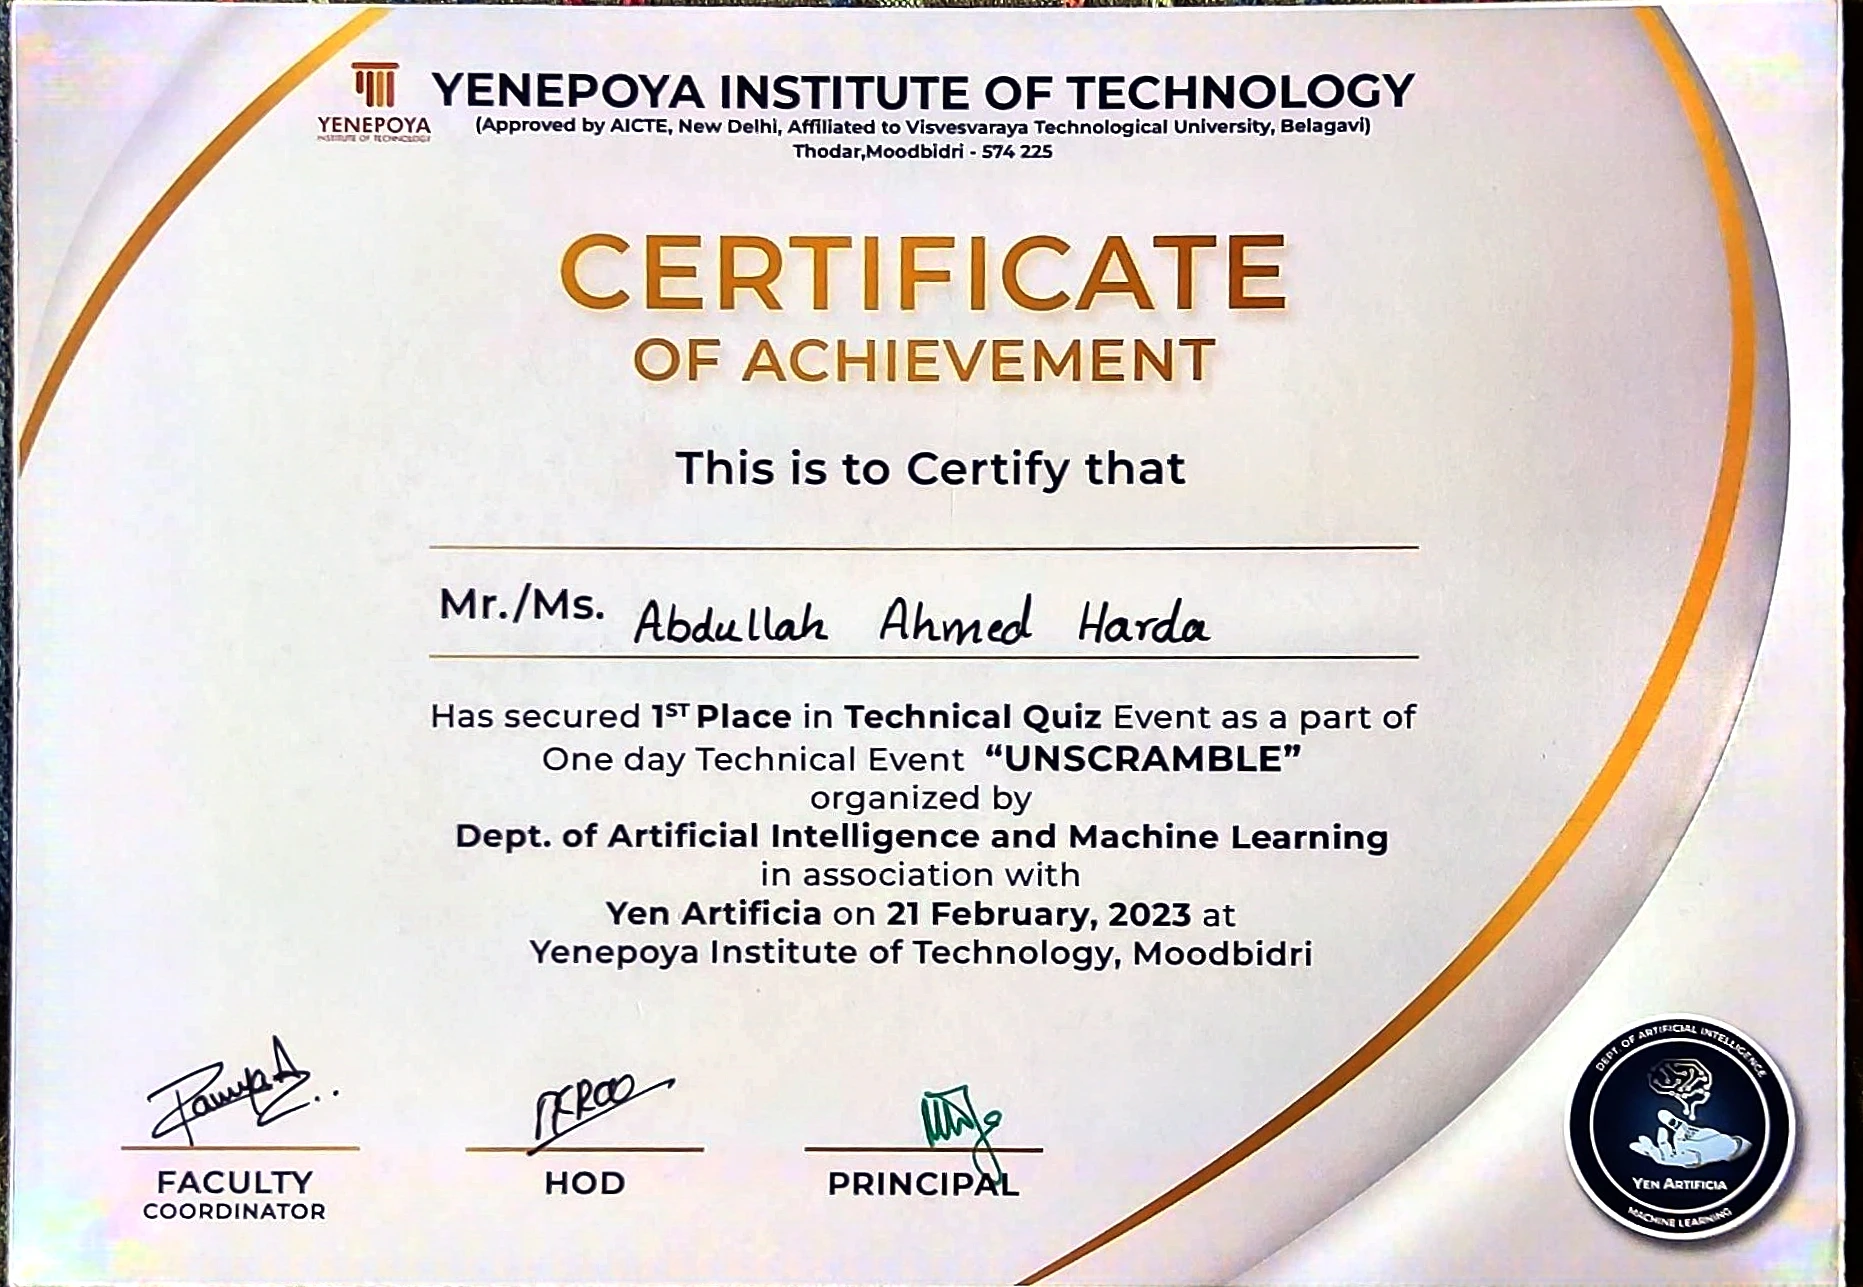 YENEPOYA
INSTITUTE OF TECHNOLOGY
YENEPOYA INSTITUTE OF TECHNOLOGY
(Approved by AICTE, New Delhi, Affiliated to Visvesvaraya Technological University, Belagavi)
Thodar,Moodbidri - 574 225
CERTIFICATE
OF ACHIEVEMENT
This is to Certify that
Mr./Ms. Abdullah Ahmed Harda
Has secured 1ST Place in Technical Quiz Event as a part of
One day Technical Event “UNSCRAMBLE”
organized by
Dept. of Artificial Intelligence and Machine Learning
in association with
Yen Artificia on 21 February, 2023 at
Yenepoya Institute of Technology, Moodbidri
FACULTY
COORDINATOR
HOD
PRINCIPAL
DEPT. OF ARTIFICIAL INTELLIGENCE
YEN ARTIFICIA
MACHINE LEARNING